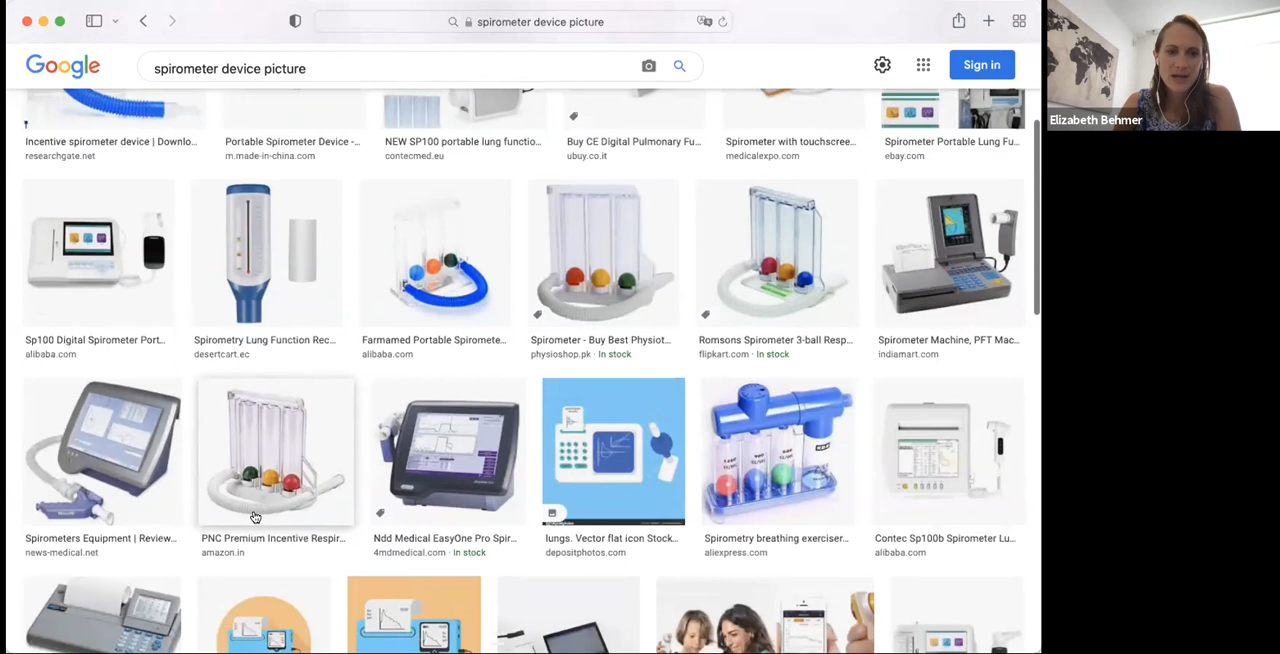 spirometer device picture
Google
spirometer device picture
Sign in
Incentive spirometer device | Downlo...
researchgate.net
Portable Spirometer Device -...
m.made-in-china.com
NEW SP100 portable lung functio...
contecmed.eu
Buy CE Digital Pulmonary Fu...
ubuy.co.it
Spirometer with touchscree...
medicalexpo.com
Spirometer Portable Lung Fu...
ebay.com
Sp100 Digital Spirometer Port...
alibaba.com
Spirometry Lung Function Rec...
desertcart.ec
Farmamed Portable Spiromete...
alibaba.com
Spirometer - Buy Best Physiot...
physioshop.pk · In stock
Romsons Spirometer 3-ball Resp...
flipkart.com · In stock
Spirometer Machine, PFT Mac...
indiamart.com
Spirometers Equipment | Review...
news-medical.net
PNC Premium Incentive Respir...
amazon.in
Ndd Medical EasyOne Pro Spir...
4mdmedical.com · In stock
lungs. Vector flat icon Stock...
depositphotos.com
Spirometry breathing exerciser...
aliexpress.com
Contec Sp100b Spirometer Lu...
alibaba.com
Elizabeth Behmer